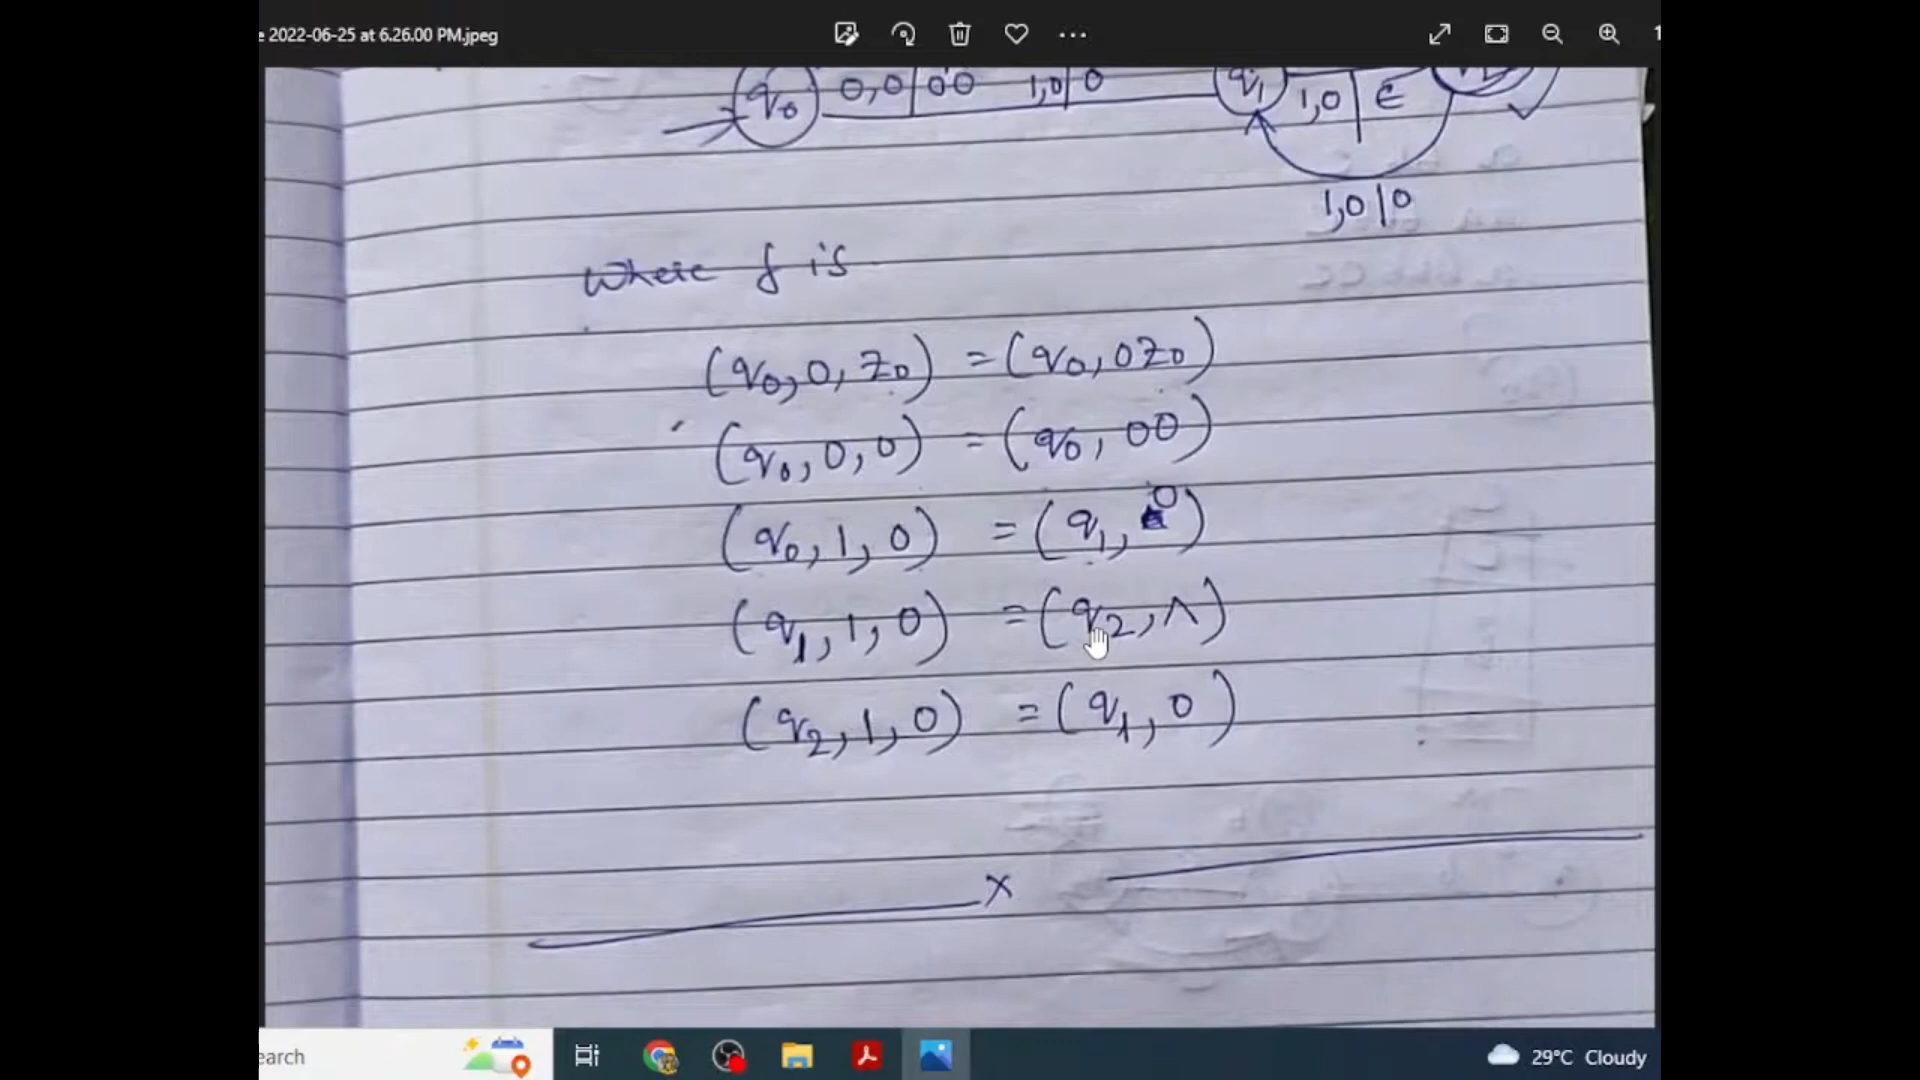 e 2022-06-25 at 6.26.00 PM.jpeg
q0 0,0|00 1,0|0 q1 1,0|ϵ
1,0|0
Where f is
(q0, 0, z0) = (q0, 0z0)
(q0, 0, 0) = (q0, 00)
(q0, 1, 0) = (q1, 0)
(q1, 1, 0) = (q2, ∧)
(q2, 1, 0) = (q1, 0)
x
earch
29°C Cloudy